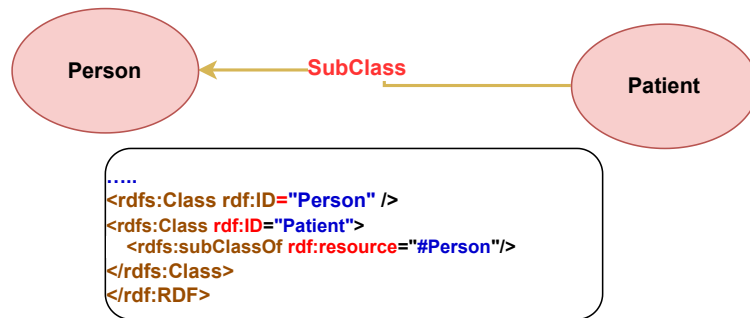 Person
SubClass
Patient
.....
<rdfs:Class rdf:ID="Person" />
<rdfs:Class rdf:ID="Patient">
<rdfs:subClassOf rdf:resource="#Person"/>
</rdfs:Class>
</rdf:RDF>